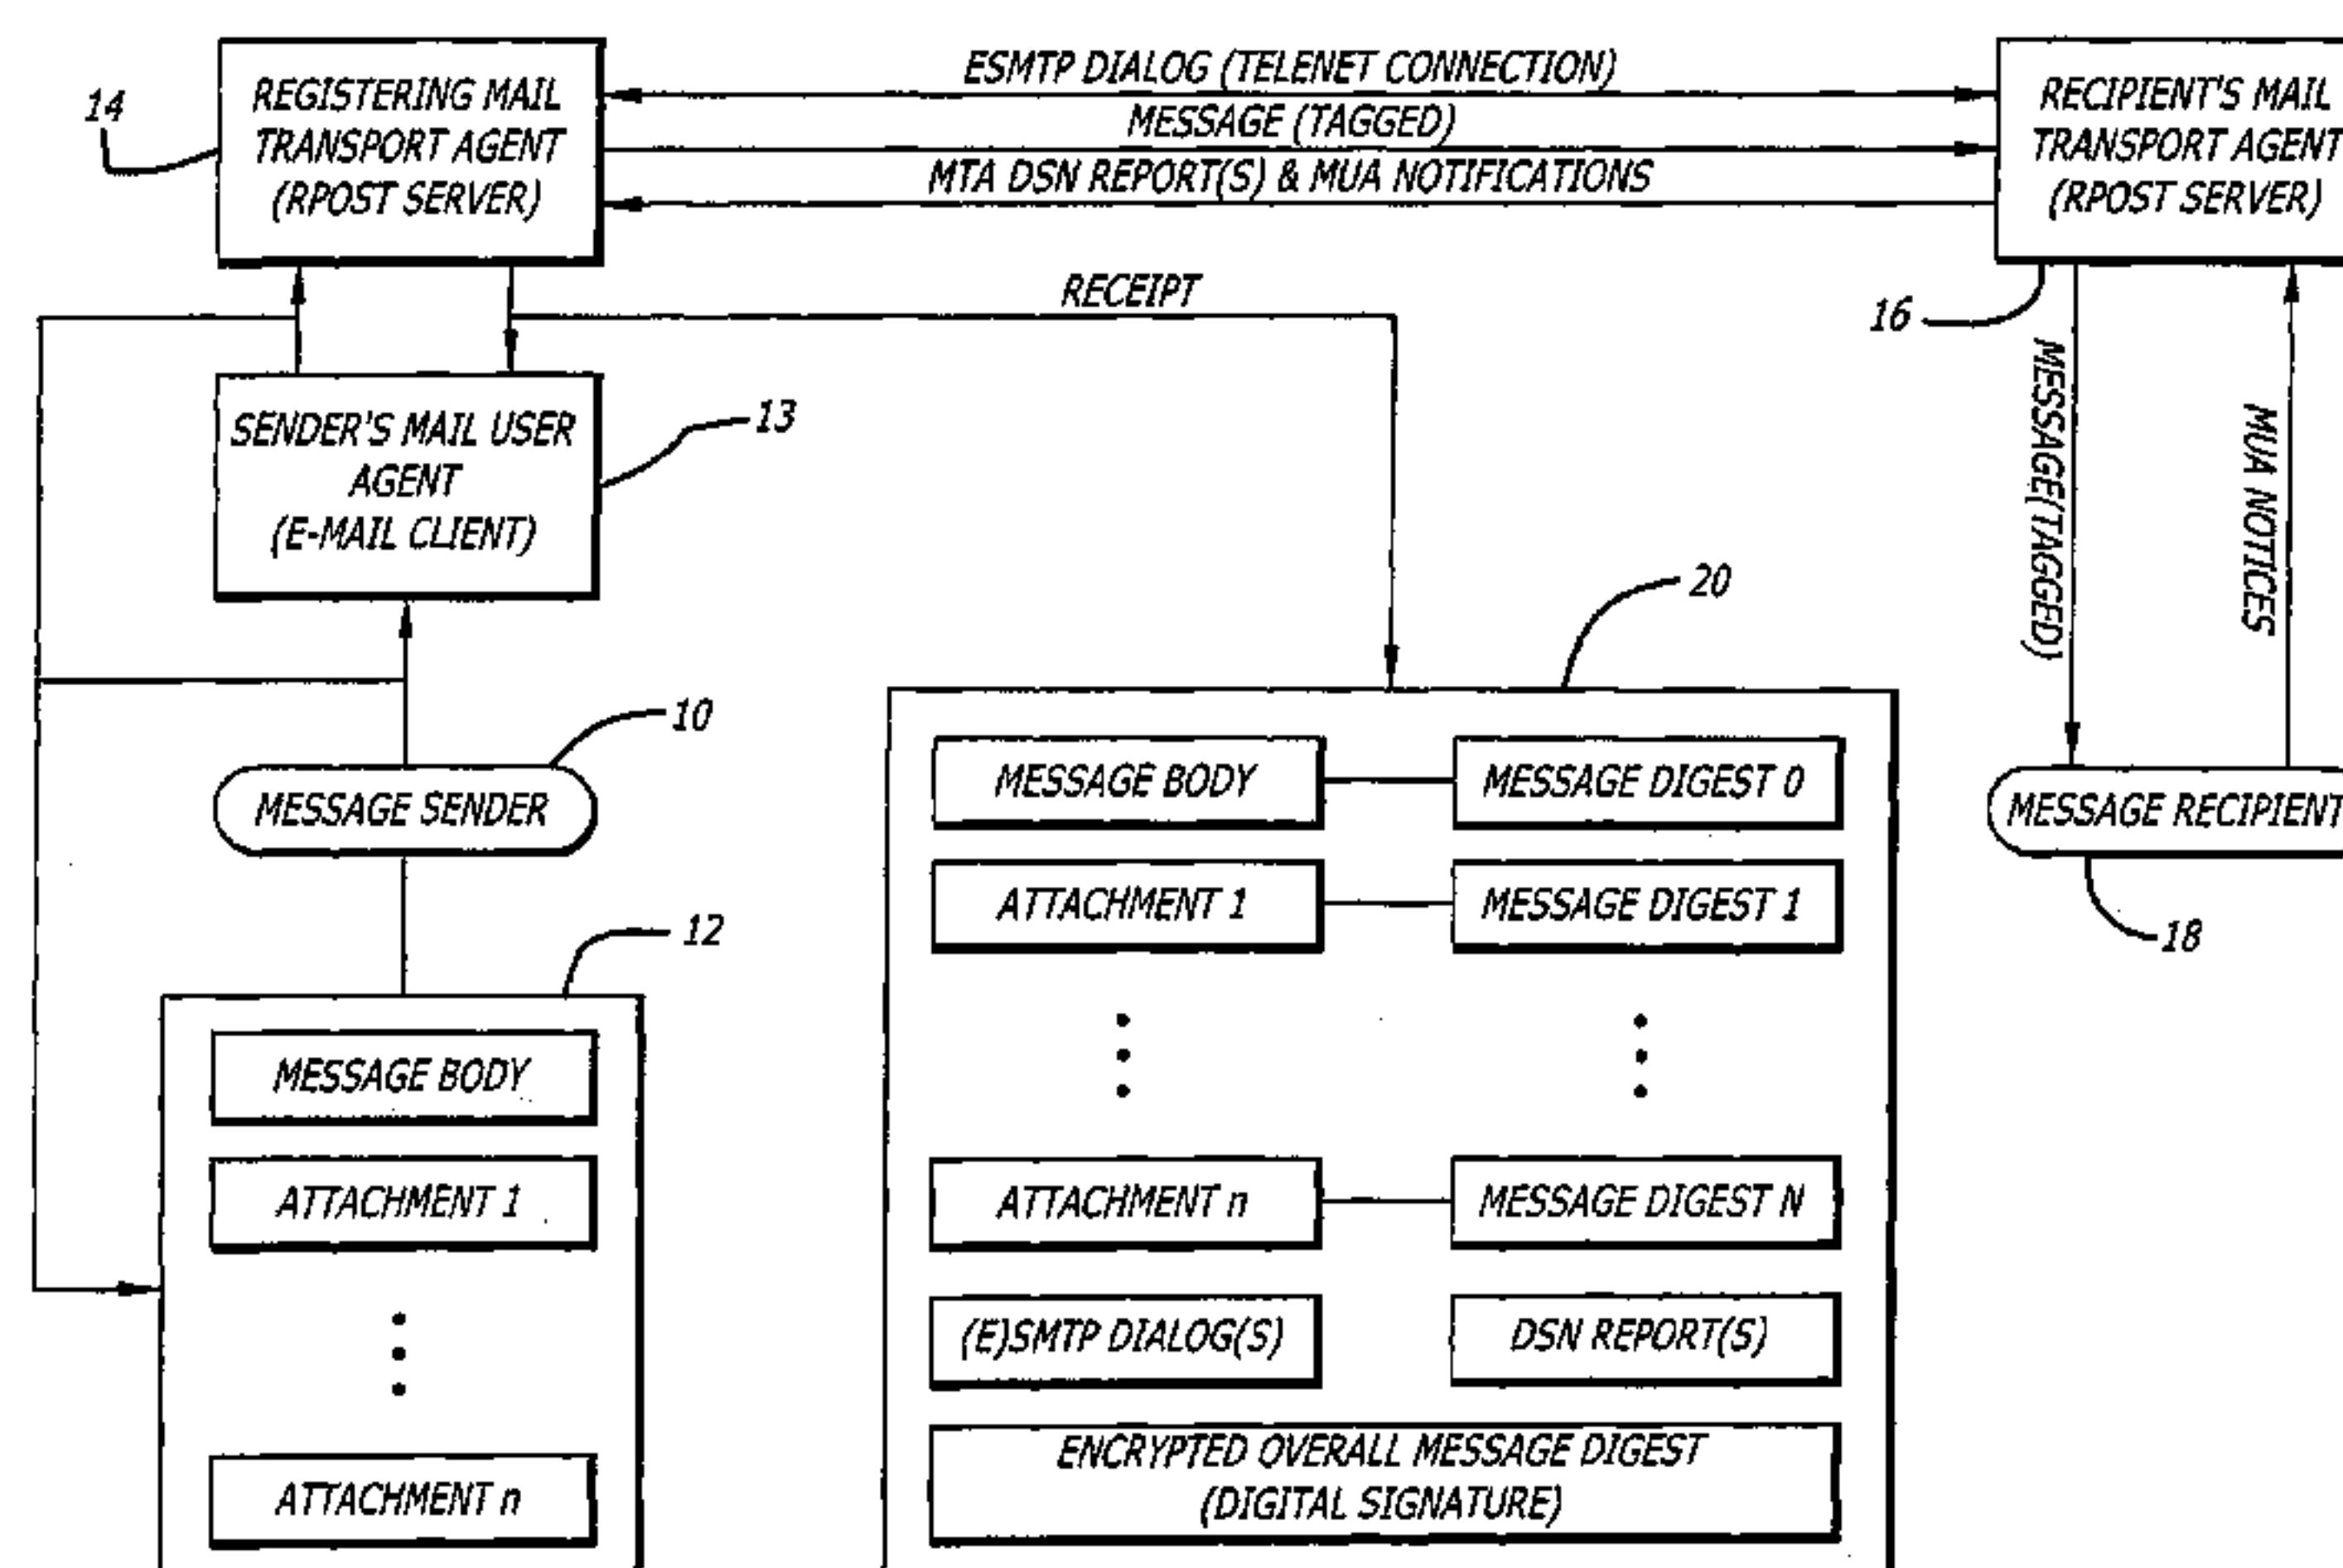 14
REGISTERING MAIL
TRANSPORT AGENT
(RPOST SERVER)
ESMTP DIALOG (TELENET CONNECTION)
MESSAGE (TAGGED)
MTA DSN REPORT(S) & MUA NOTIFICATIONS
RECIPIENT'S MAIL
TRANSPORT AGENT
(RPOST SERVER)
RECEIPT
16
SENDER'S MAIL USER
AGENT
(E-MAIL CLIENT)
13
MESSAGE(TAGGED)
MUA NOTICES
20
10
MESSAGE SENDER
MESSAGE RECIPIENT
18
12
MESSAGE BODY
ATTACHMENT 1
ATTACHMENT n
MESSAGE BODY
MESSAGE DIGEST 0
ATTACHMENT 1
MESSAGE DIGEST 1
ATTACHMENT n
MESSAGE DIGEST N
(E)SMTP DIALOG(S)
DSN REPORT(S)
ENCRYPTED OVERALL MESSAGE DIGEST
(DIGITAL SIGNATURE)